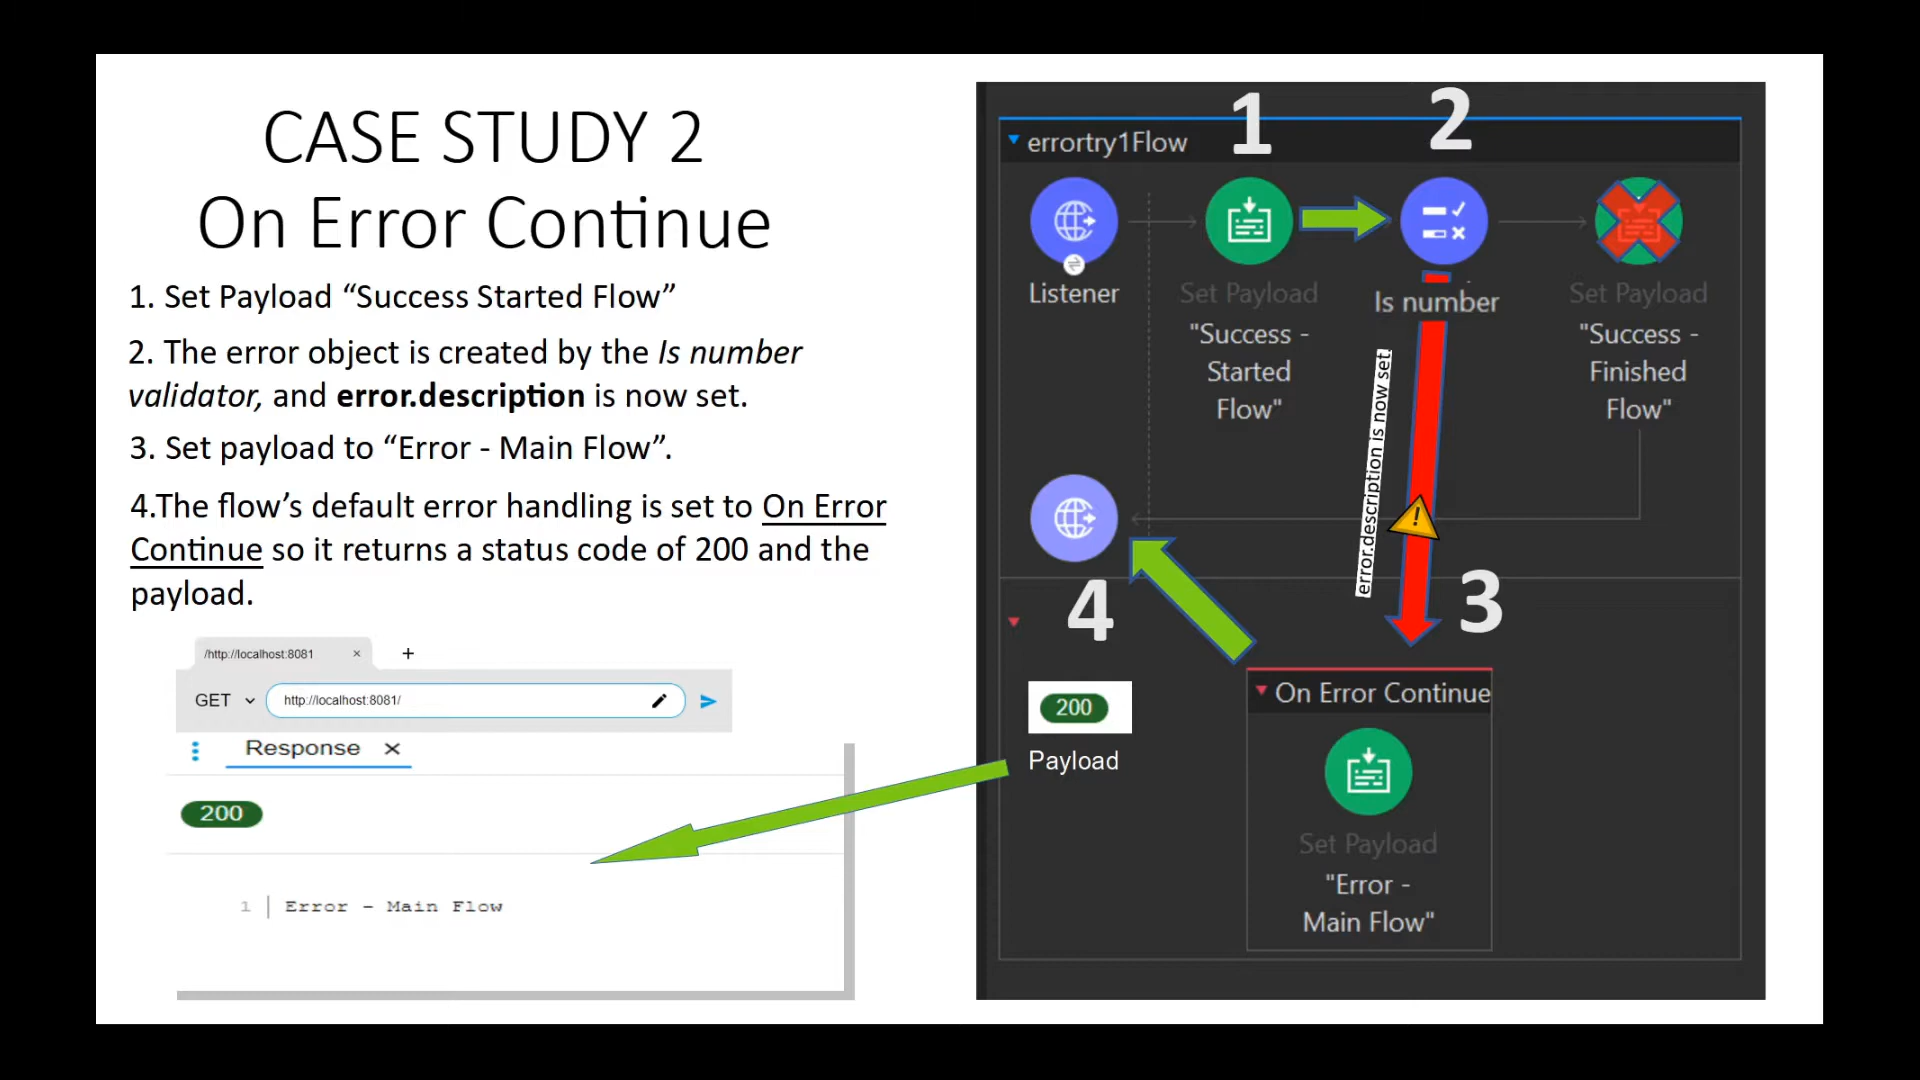 CASE STUDY 2
On Error Continue
1. Set Payload “Success Started Flow”
2. The error object is created by the Is number
validator, and error.description is now set.
3. Set payload to “Error - Main Flow”.
4.The flow’s default error handling is set to On Error
Continue so it returns a status code of 200 and the
payload.
/http://localhost:8081 × +
GET http://localhost:8081/
Response ×
200
1 Error - Main Flow
1
2
errortry1Flow
Listener
Set Payload
"Success -
Started
Flow"
Is number
Set Payload
"Success -
Finished
Flow"
error.description is now set
!
3
4
200
Payload
On Error Continue
Set Payload
"Error -
Main Flow"